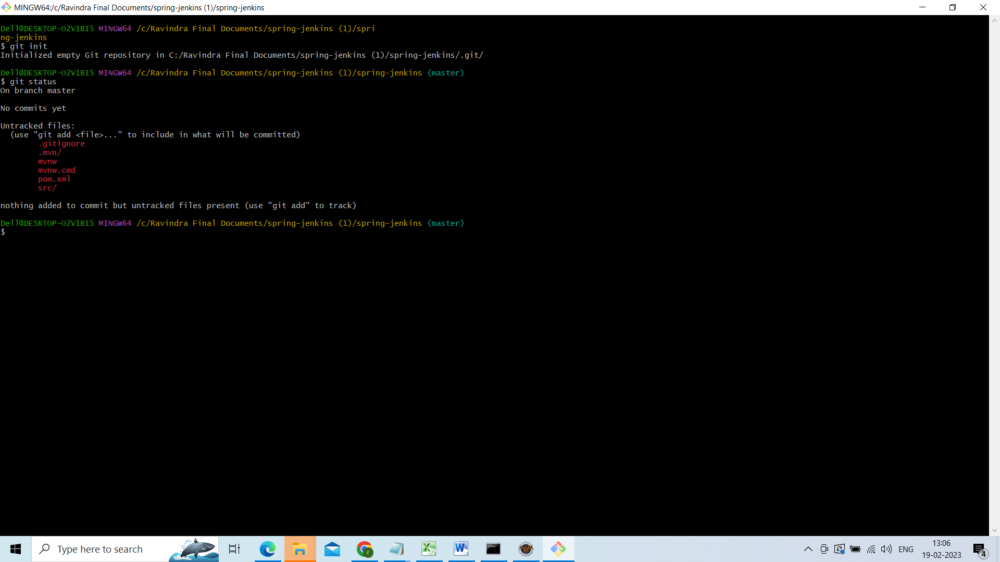 MINGW64:/c/Ravindra Final Documents/spring-jenkins (1)/spring-jenkins
Dell@DESKTOP-O2V1BI5 MINGW64 /c/Ravindra Final Documents/spring-jenkins (1)/spri
ng-jenkins
$ git init
Initialized empty Git repository in C:/Ravindra Final Documents/spring-jenkins (1)/spring-jenkins/.git/
Dell@DESKTOP-O2V1BI5 MINGW64 /c/Ravindra Final Documents/spring-jenkins (1)/spring-jenkins (master)
$ git status
On branch master
No commits yet
Untracked files:
(use "git add <file>..." to include in what will be committed)
.gitignore
.mvn/
mvnw
mvnw.cmd
pom.xml
src/
nothing added to commit but untracked files present (use "git add" to track)
Dell@DESKTOP-O2V1BI5 MINGW64 /c/Ravindra Final Documents/spring-jenkins (1)/spring-jenkins (master)
$
Type here to search
r
Java EE
IDE
ENG
13:06
19-02-2023
4